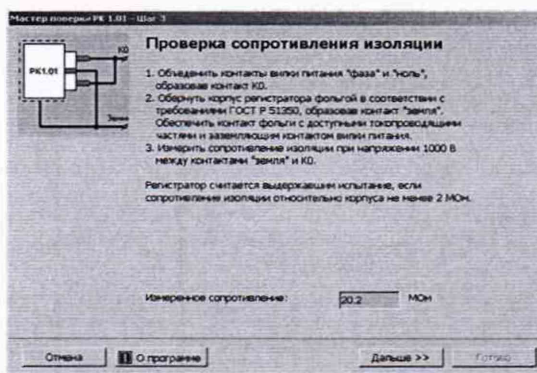 Мастер поверки РК 1.01 - Шаг 3
Проверка сопротивления изоляции
К0
РК1.01
Земля
1. Объеденить контакты вилки питания "фаза" и "ноль",
образовав контакт К0.
2. Обернуть корпус регистратора фольгой в соответствии с
требованиями ГОСТ Р 51350, образовав контакт "земля".
Обеспечить контакт фольги с доступными токопроводящими
частями и заземляющим контактом вилки питания.
3. Измерить сопротивление изоляции при напряжении 1000 В
между контактами "земля" и К0.
Регистратор считается выдержавшим испытание, если
сопротивление изоляции относительно корпуса не менее 2 МОм.
Измеренное сопротивление: 20.2 МОм
Отмена О программе Дальше >> Готово